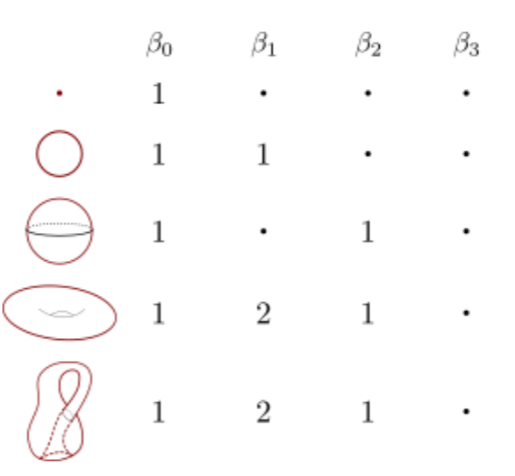 β₀ β₁ β₂ β₃
1 · · ·
1 1 · ·
1 · 1 ·
1 2 1 ·
1 2 1 ·